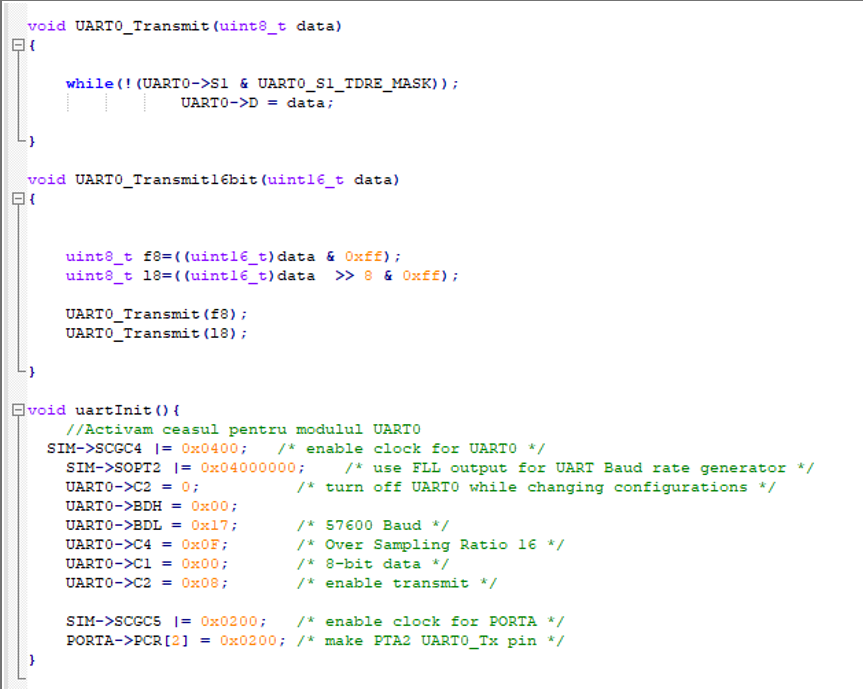 void UART0_Transmit(uint8_t data)
{
while(!(UART0->S1 & UART0_S1_TDRE_MASK));
UART0->D = data;
}
void UART0_Transmit16bit(uint16_t data)
{
uint8_t f8=((uint16_t)data & 0xff);
uint8_t l8=((uint16_t)data  >> 8 & 0xff);
UART0_Transmit(f8);
UART0_Transmit(l8);
}
void uartInit(){
//Activam ceasul pentru modulul UART0
SIM->SCGC4 |= 0x0400;   /* enable clock for UART0 */
SIM->SOPT2 |= 0x04000000;    /* use FLL output for UART Baud rate generator */
UART0->C2 = 0;          /* turn off UART0 while changing configurations */
UART0->BDH = 0x00;
UART0->BDL = 0x17;      /* 57600 Baud */
UART0->C4 = 0x0F;       /* Over Sampling Ratio 16 */
UART0->C1 = 0x00;       /* 8-bit data */
UART0->C2 = 0x08;       /* enable transmit */
SIM->SCGC5 |= 0x0200;   /* enable clock for PORTA */
PORTA->PCR[2] = 0x0200; /* make PTA2 UART0_Tx pin */
}